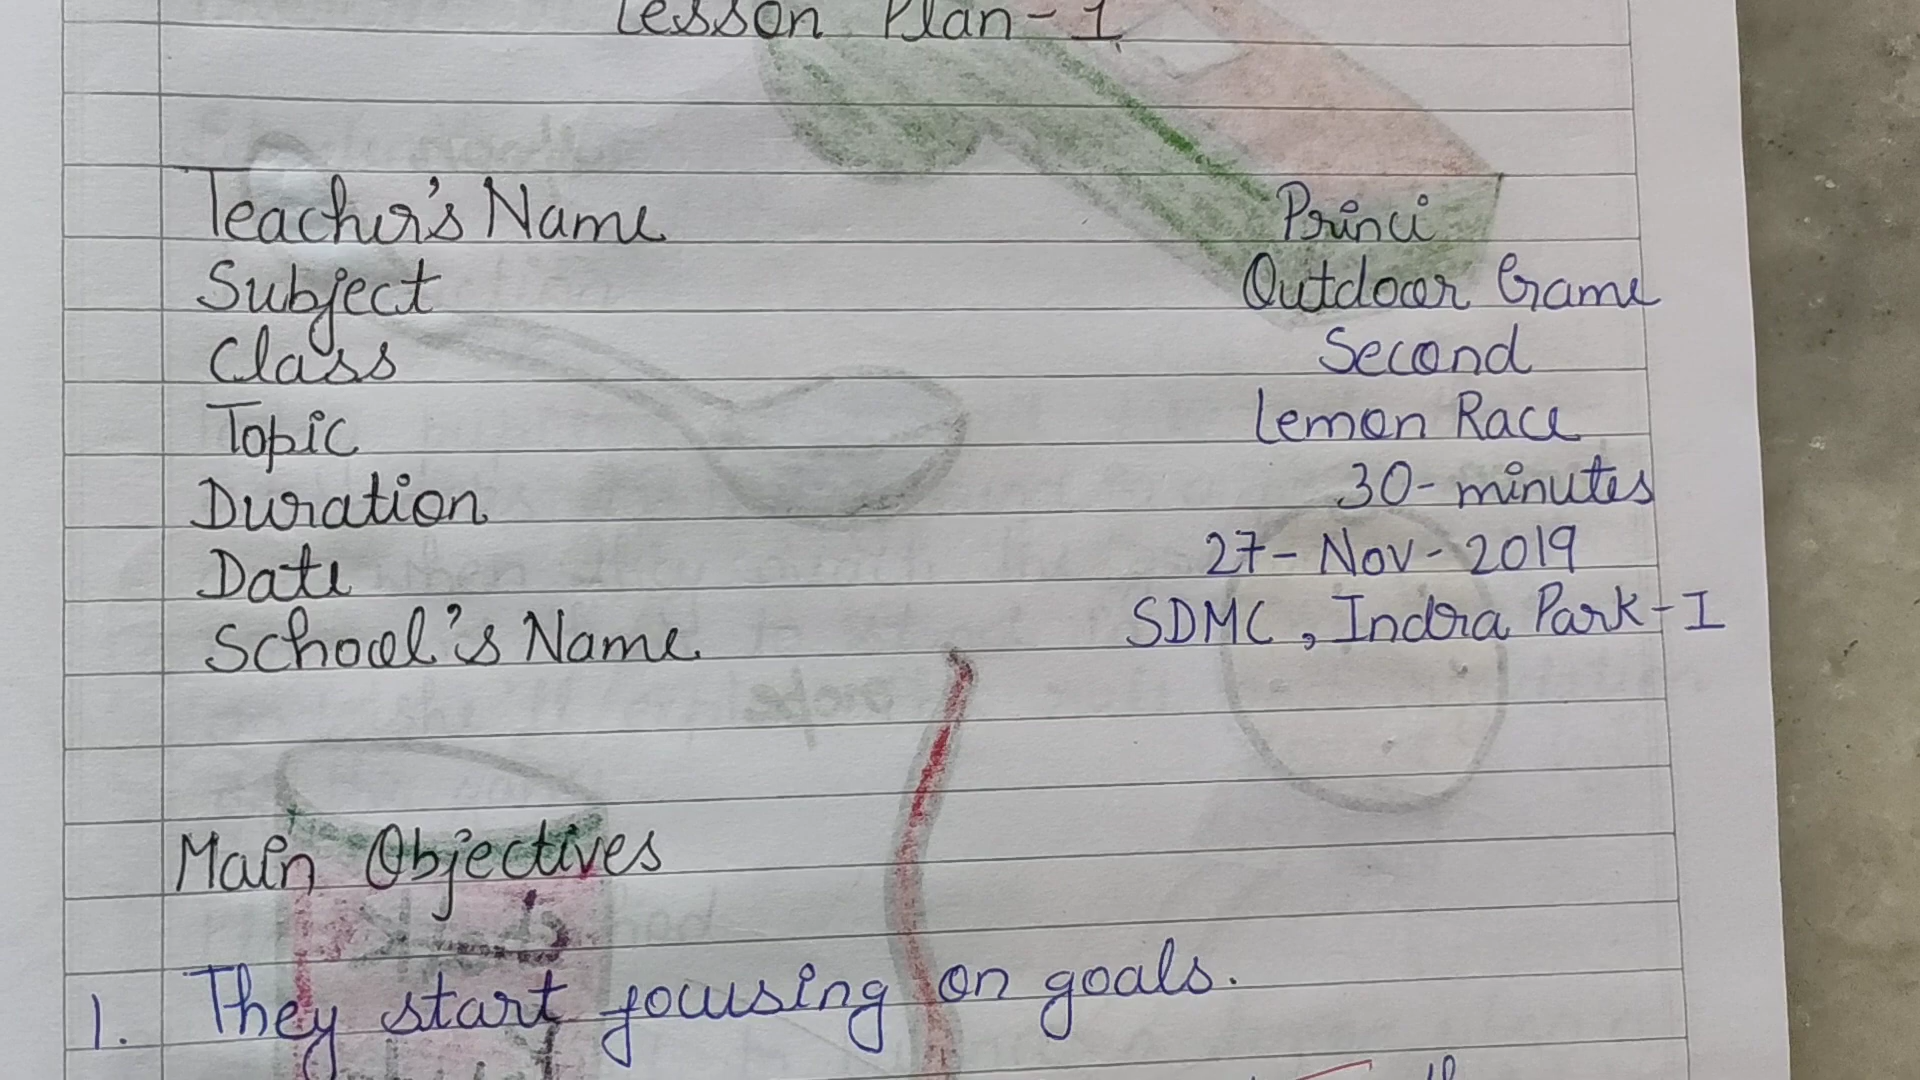 Lesson Plan-1
Teacher's Name Princi
Subject Outdoor Game
Class Second
Topic Lemon Race
Duration 30-minutes
Date 27-Nov-2019
School's Name SDMC, Indra Park-I
Main Objectives
1. They start focusing on goals.